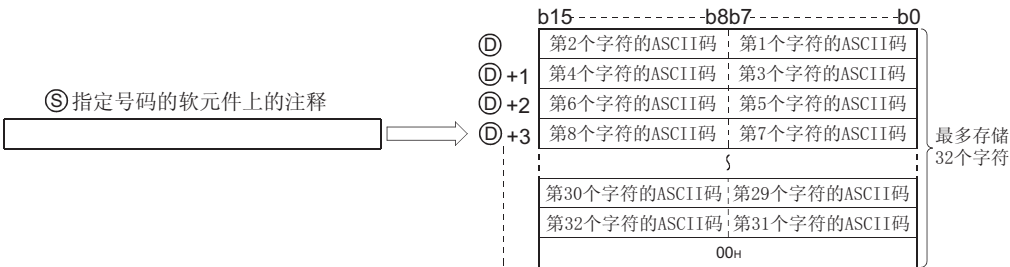 b15 b8b7 b0
Ⓓ 第2个字符的ASCII码 第1个字符的ASCII码
Ⓓ+1 第4个字符的ASCII码 第3个字符的ASCII码
Ⓢ指定号码的软元件上的注释
Ⓓ+2 第6个字符的ASCII码 第5个字符的ASCII码
Ⓓ+3 第8个字符的ASCII码 第7个字符的ASCII码
最多存储
32个字符
第30个字符的ASCII码 第29个字符的ASCII码
第32个字符的ASCII码 第31个字符的ASCII码
00H